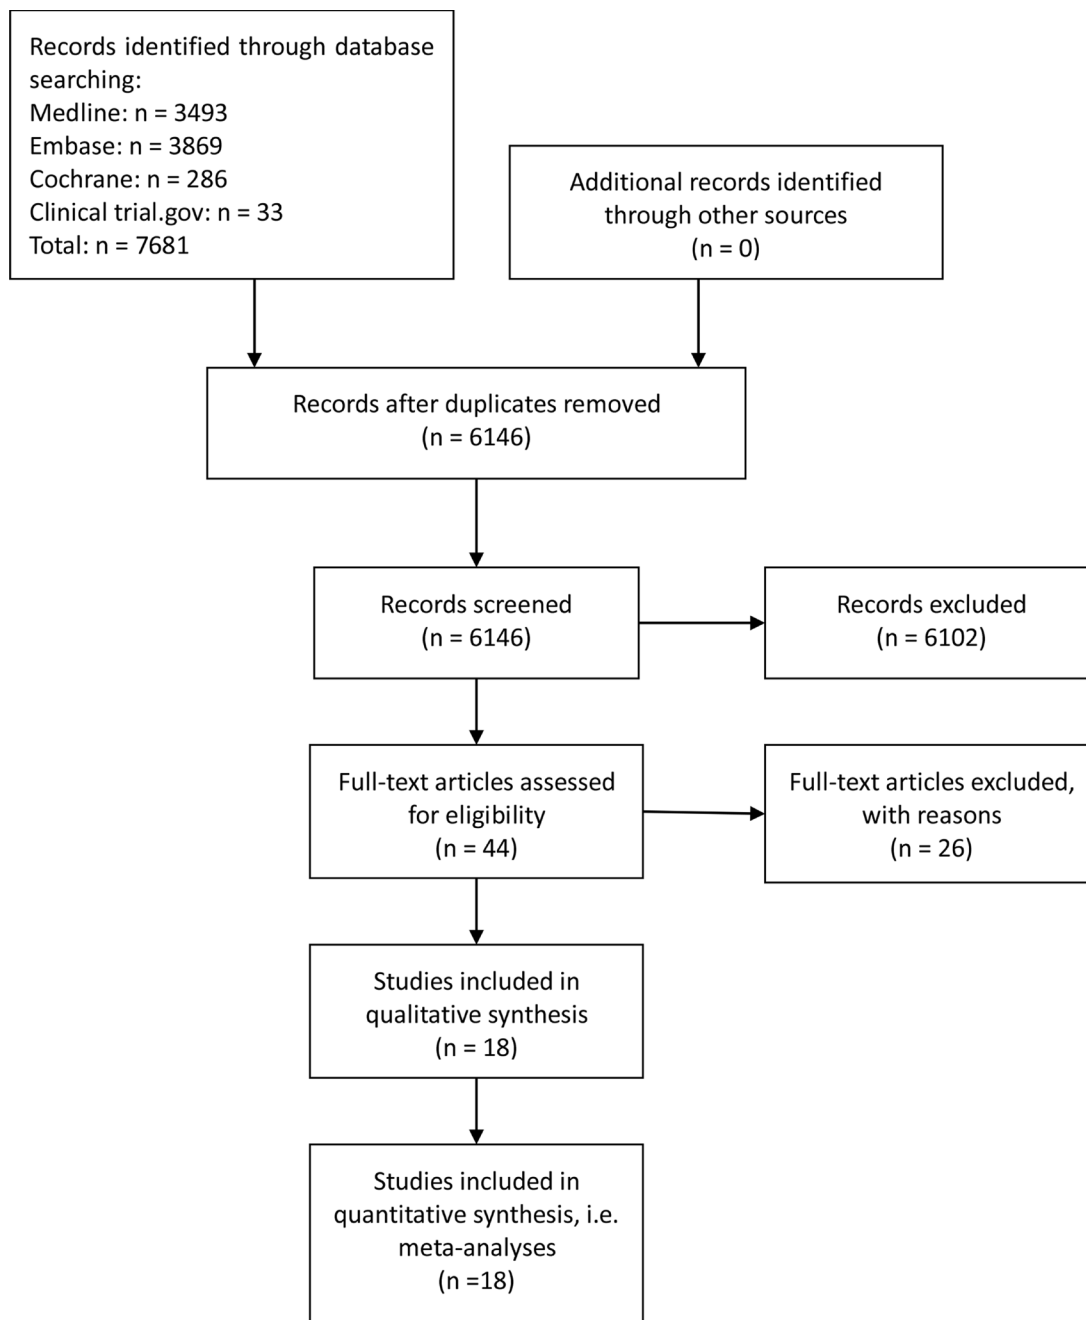 Records identified through database
searching:
Medline: n = 3493
Embase: n = 3869
Cochrane: n = 286
Clinical trial.gov: n = 33
Total: n = 7681
Additional records identified
through other sources
(n = 0)
Records after duplicates removed
(n = 6146)
Records screened
(n = 6146)
Records excluded
(n = 6102)
Full-text articles assessed
for eligibility
(n = 44)
Full-text articles excluded,
with reasons
(n = 26)
Studies included in
qualitative synthesis
(n = 18)
Studies included in
quantitative synthesis, i.e.
meta-analyses
(n =18)